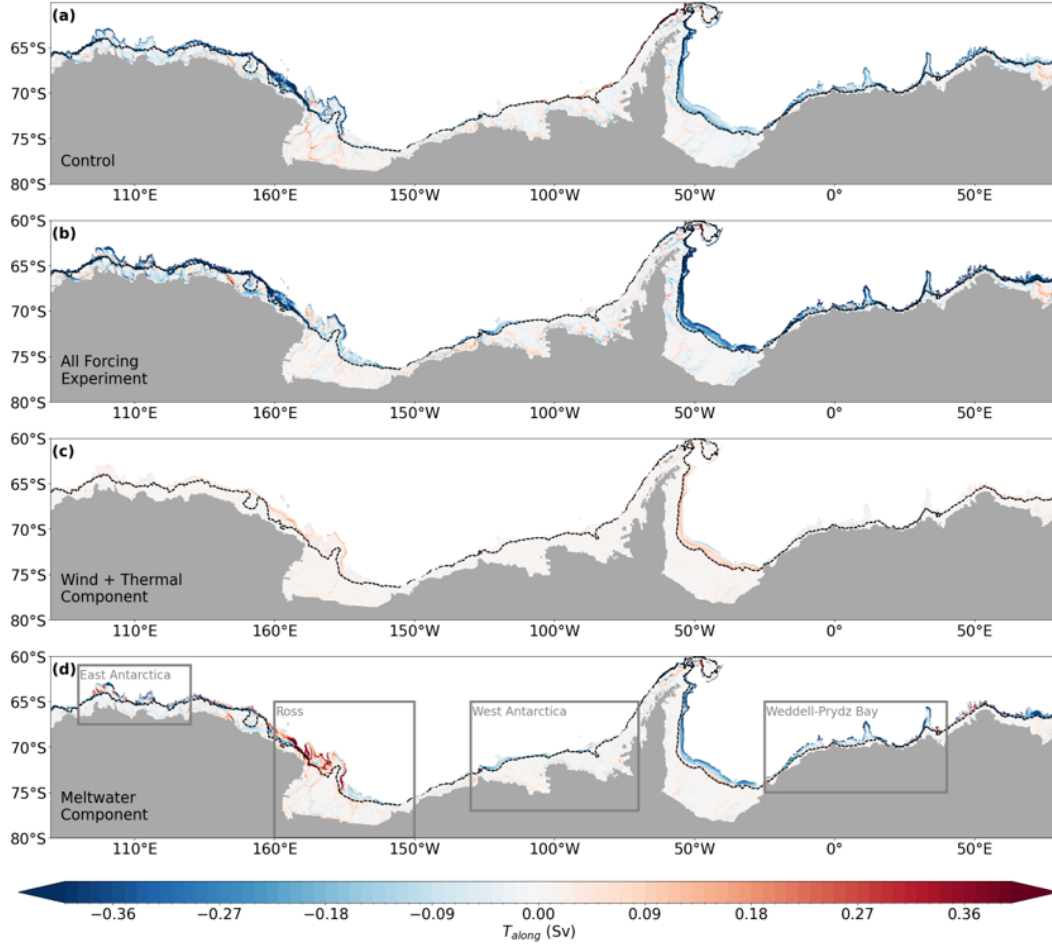 (a)
65°S
70°S
75°S
80°S
Control
110°E 160°E 150°W 100°W 50°W 0° 50°E
60°S
(b)
65°S
70°S
75°S
80°S
All Forcing
Experiment
110°E 160°E 150°W 100°W 50°W 0° 50°E
60°S
(c)
65°S
70°S
75°S
80°S
Wind + Thermal
Component
110°E 160°E 150°W 100°W 50°W 0° 50°E
60°S
(d)
East Antarctica
65°S
Ross West Antarctica Weddell-Prydz Bay
70°S
75°S
80°S
Meltwater
Component
110°E 160°E 150°W 100°W 50°W 0° 50°E
−0.36 −0.27 −0.18 −0.09 0.00 0.09 0.18 0.27 0.36
T_along (Sv)